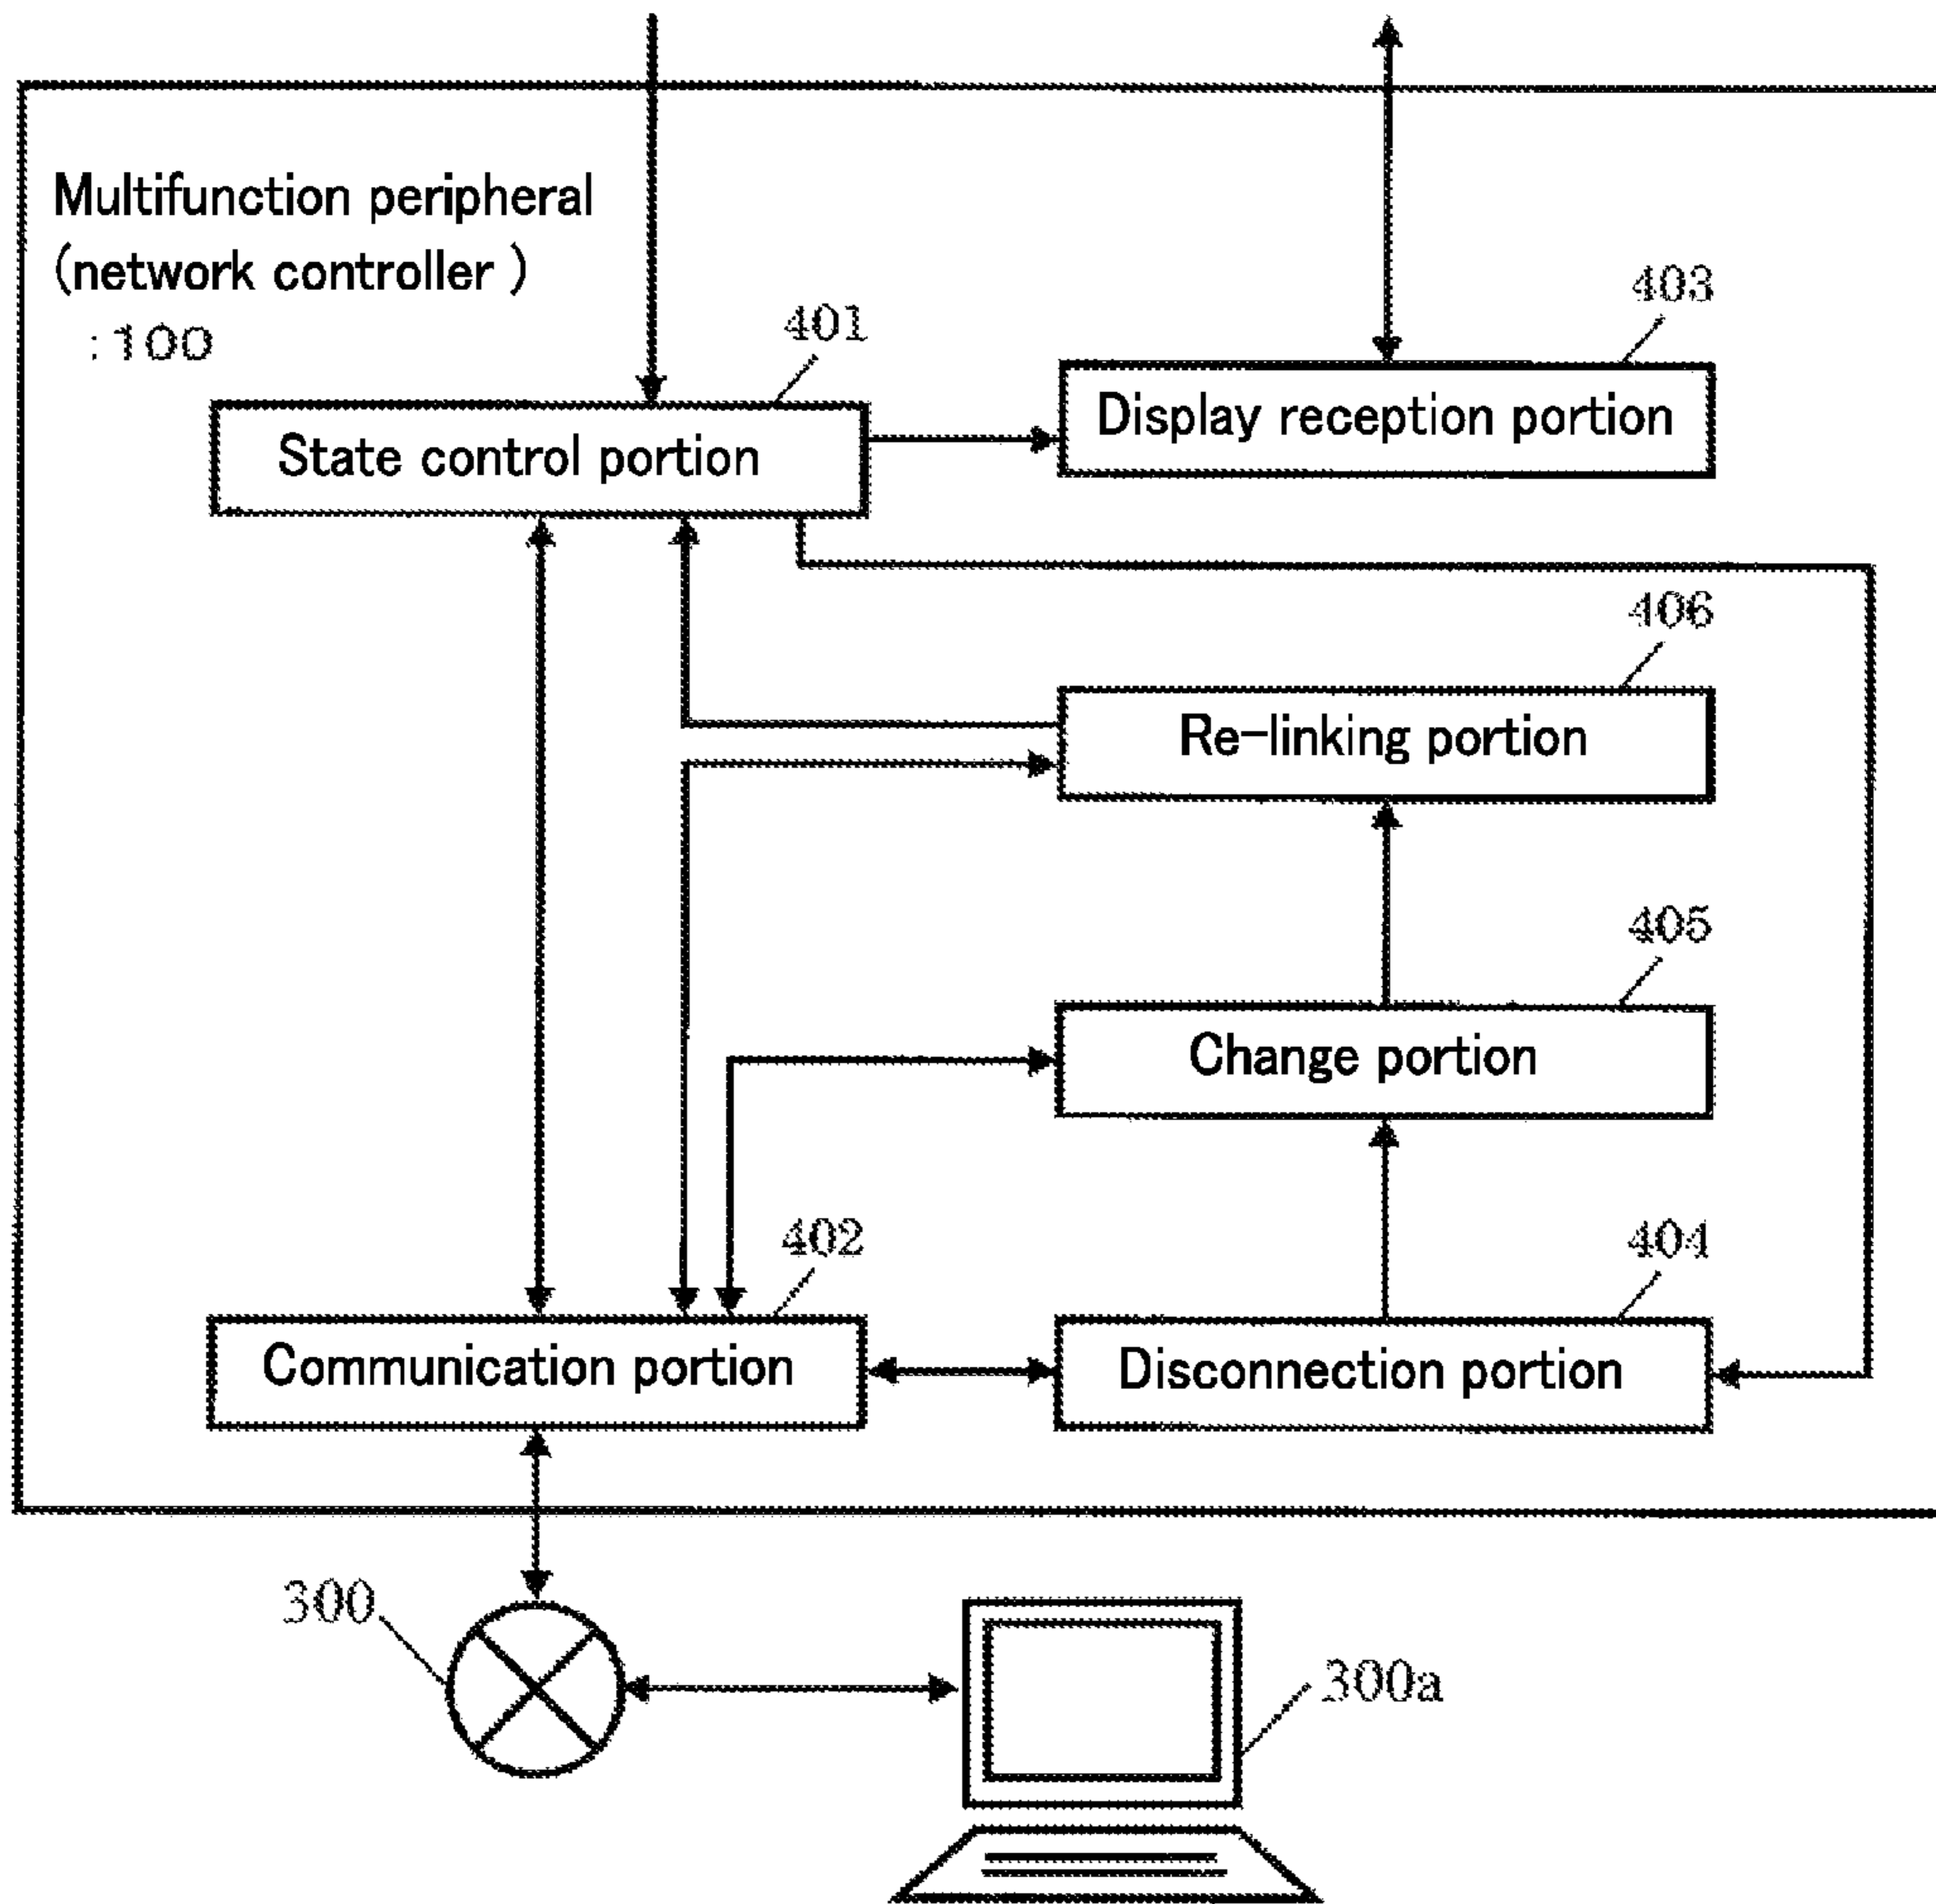 Multifunction peripheral
(network controller )
:100
401
State control portion
403
Display reception portion
406
Re-linking portion
405
Change portion
402
Communication portion
404
Disconnection portion
300
300a